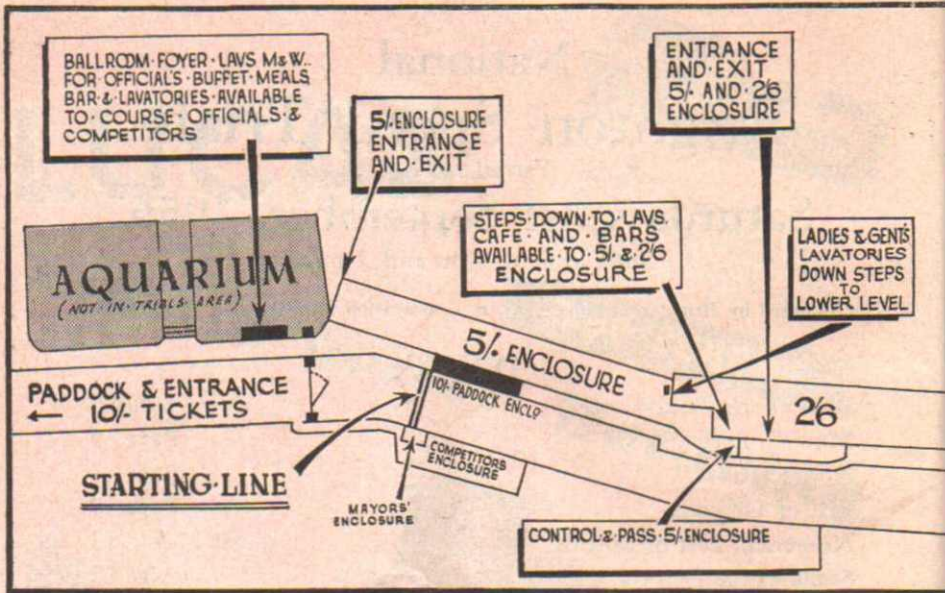 BALLROOM·FOYER·LAVS M&W..
FOR·OFFICIAL'S·BUFFET·MEALS
BAR·&·LAVATORIES·AVAILABLE
TO·COURSE·OFFICIALS·&
COMPETITORS
5/-ENCLOSURE
ENTRANCE
AND·EXIT
ENTRANCE
AND·EXIT
5/- AND·2'6
ENCLOSURE
STEPS·DOWN·TO·LAVS.
CAFE·AND·BARS
AVAILABLE·TO·5/- & 2'6
ENCLOSURE
LADIES & GENT'S
LAVATORIES
DOWN STEPS
TO
LOWER LEVEL
AQUARIUM
(NOT·IN·TRIALS·AREA)
5/- ENCLOSURE
10/- PADDOCK ENCLO.
2'6
PADDOCK & ENTRANCE
← 10/- TICKETS
STARTING·LINE
MAYORS'
ENCLOSURE
COMPETITORS
ENCLOSURE
CONTROL·&·PASS·5/-ENCLOSURE